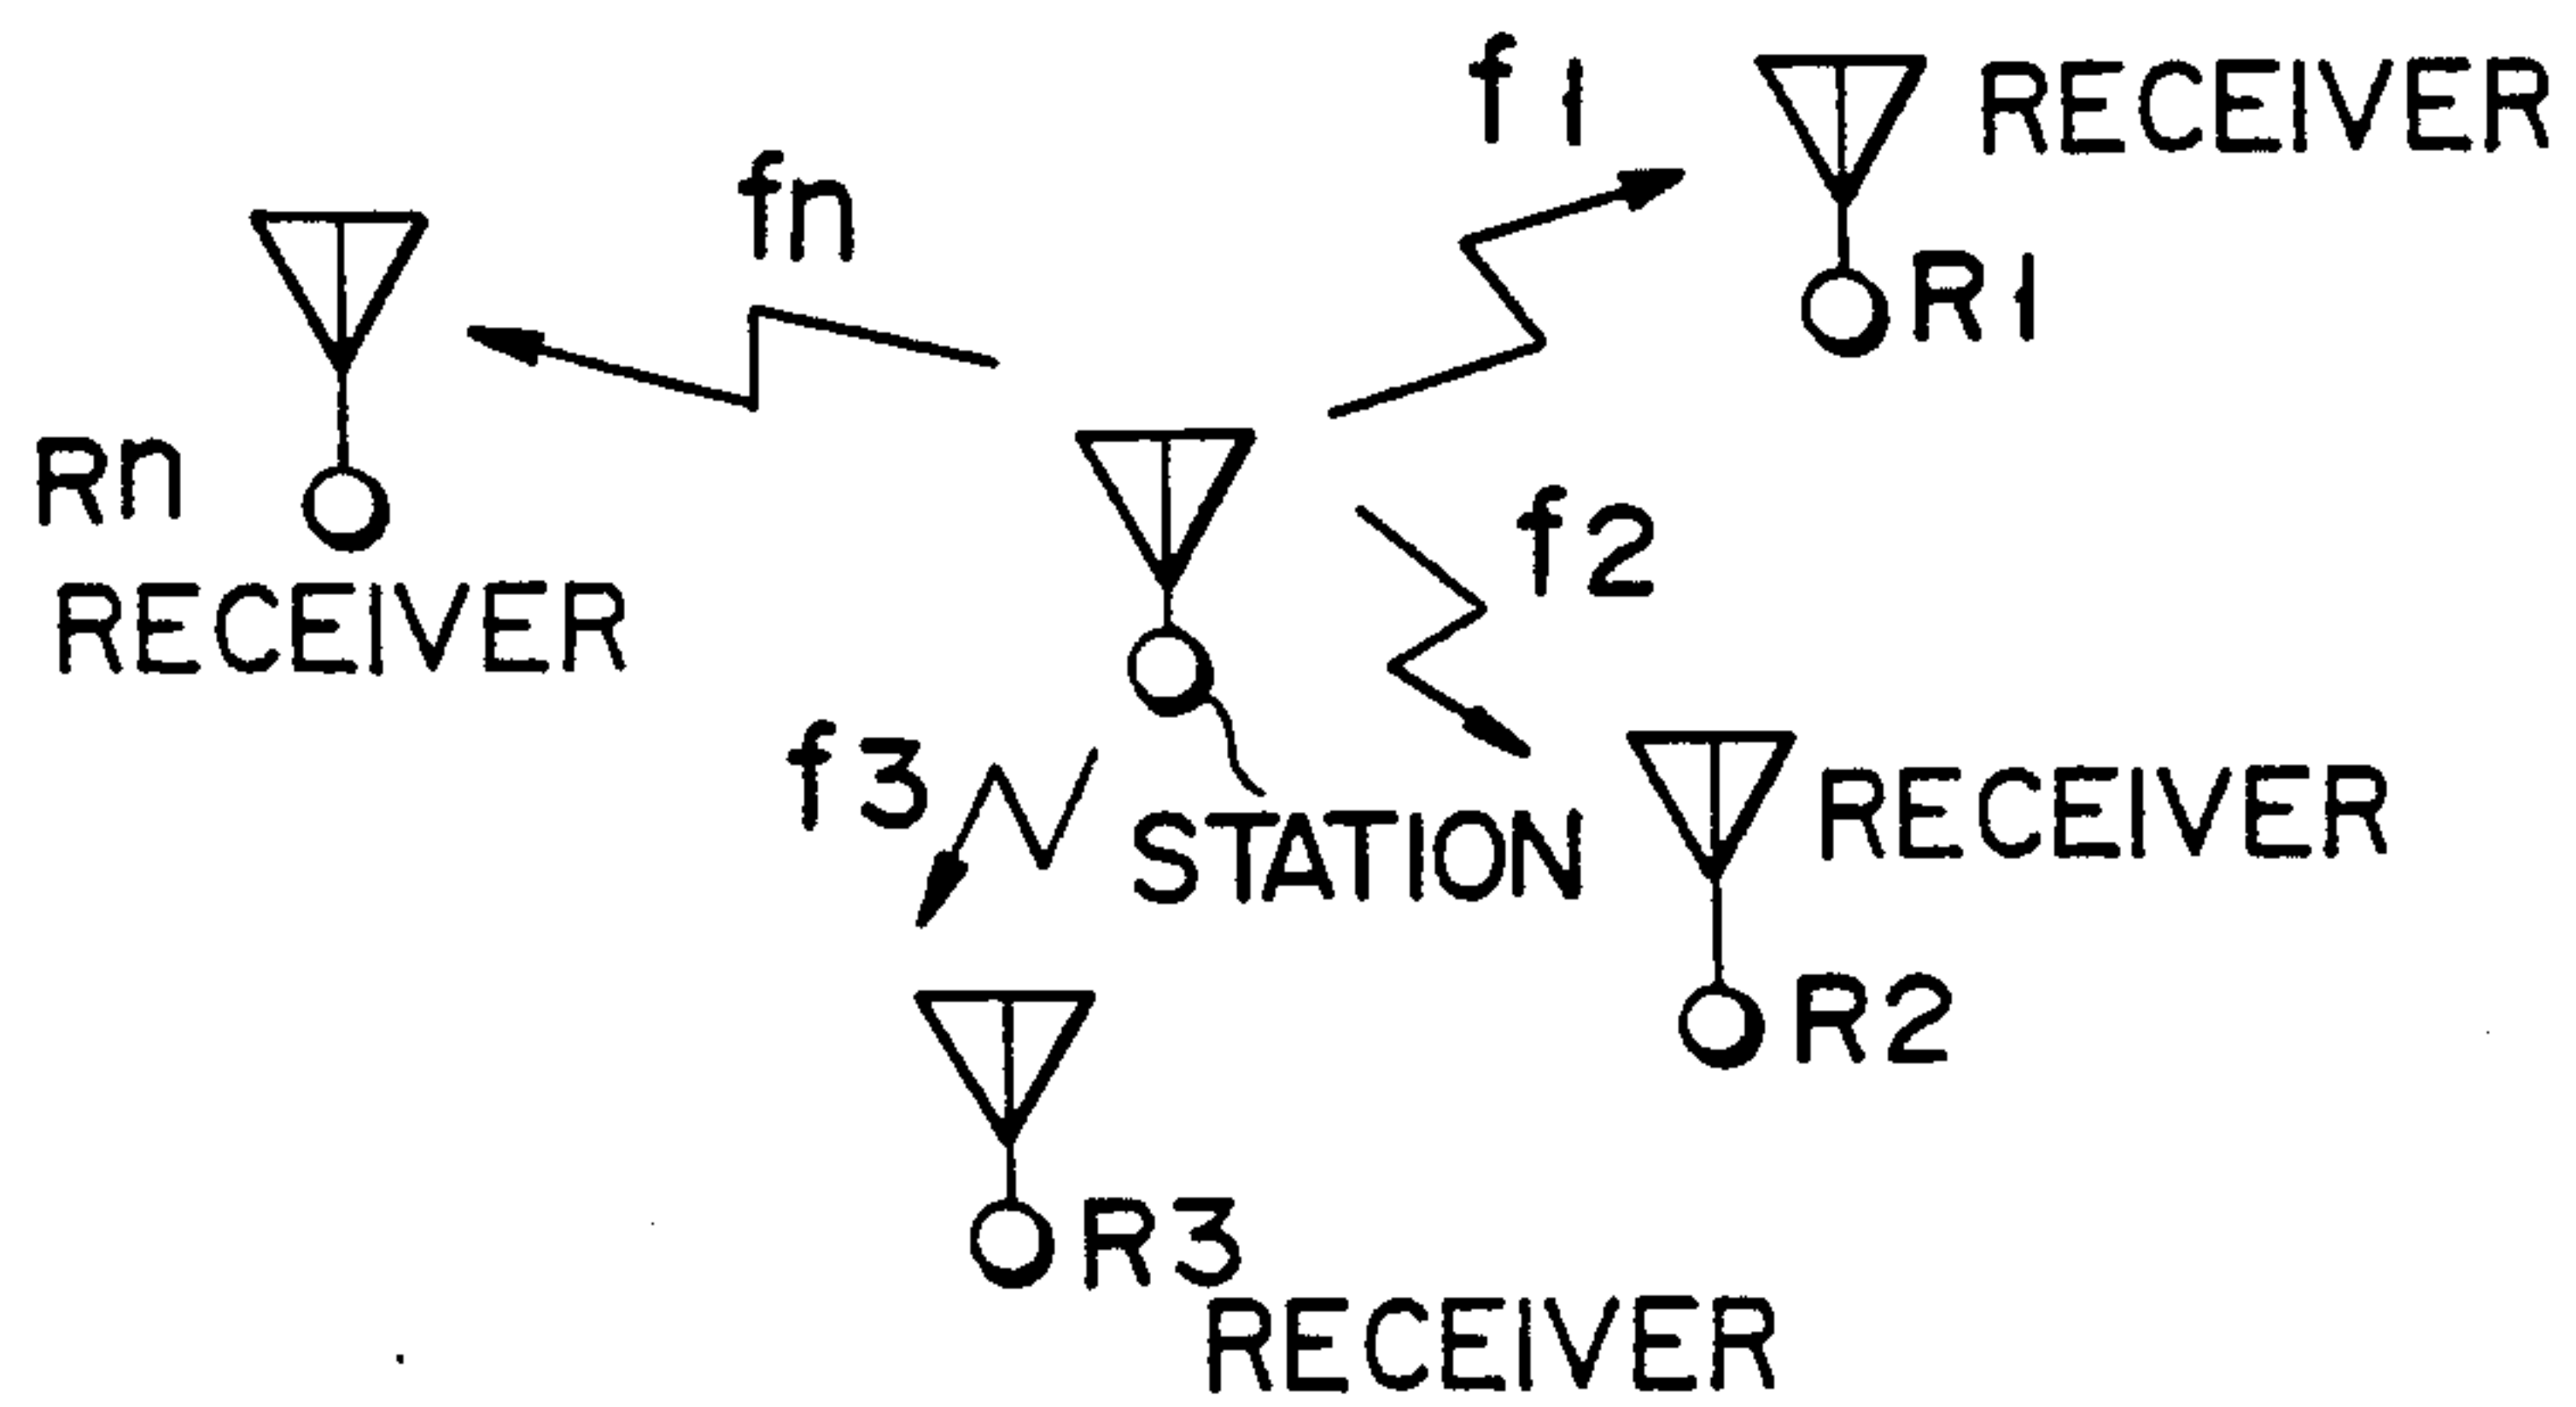 f1
RECEIVER
fn
R1
Rn
RECEIVER
f2
f3
STATION
RECEIVER
R2
R3
RECEIVER